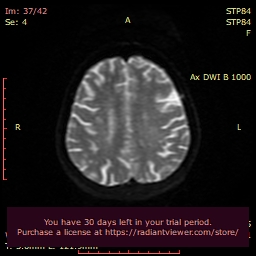 Im: 37/42
Se: 4
A
STP84
STP84
F
Ax DWI B 1000
R
L
You have 30 days left in your trial period.
Purchase a license at https://radiantviewer.com/store/